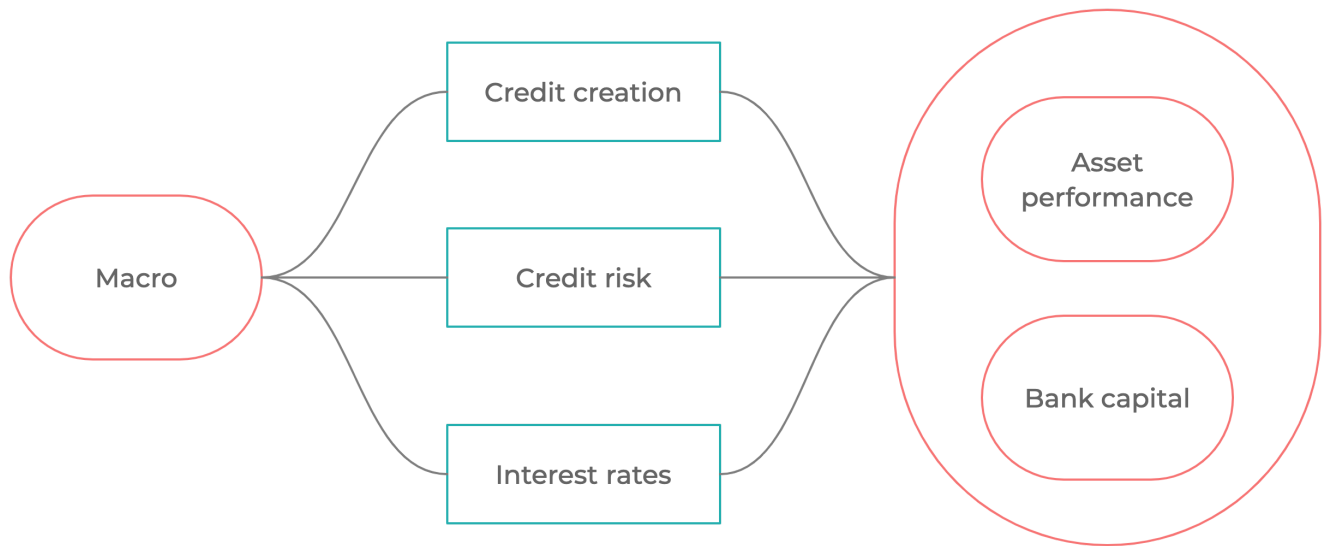 Macro
Credit creation
Credit risk
Interest rates
Asset
performance
Bank capital